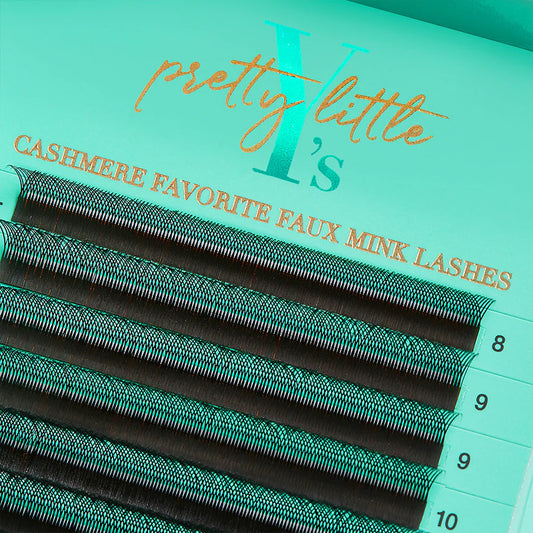 pretty little
Y's
CASHMERE FAVORITE FAUX MINK LASHES
8
9
9
10